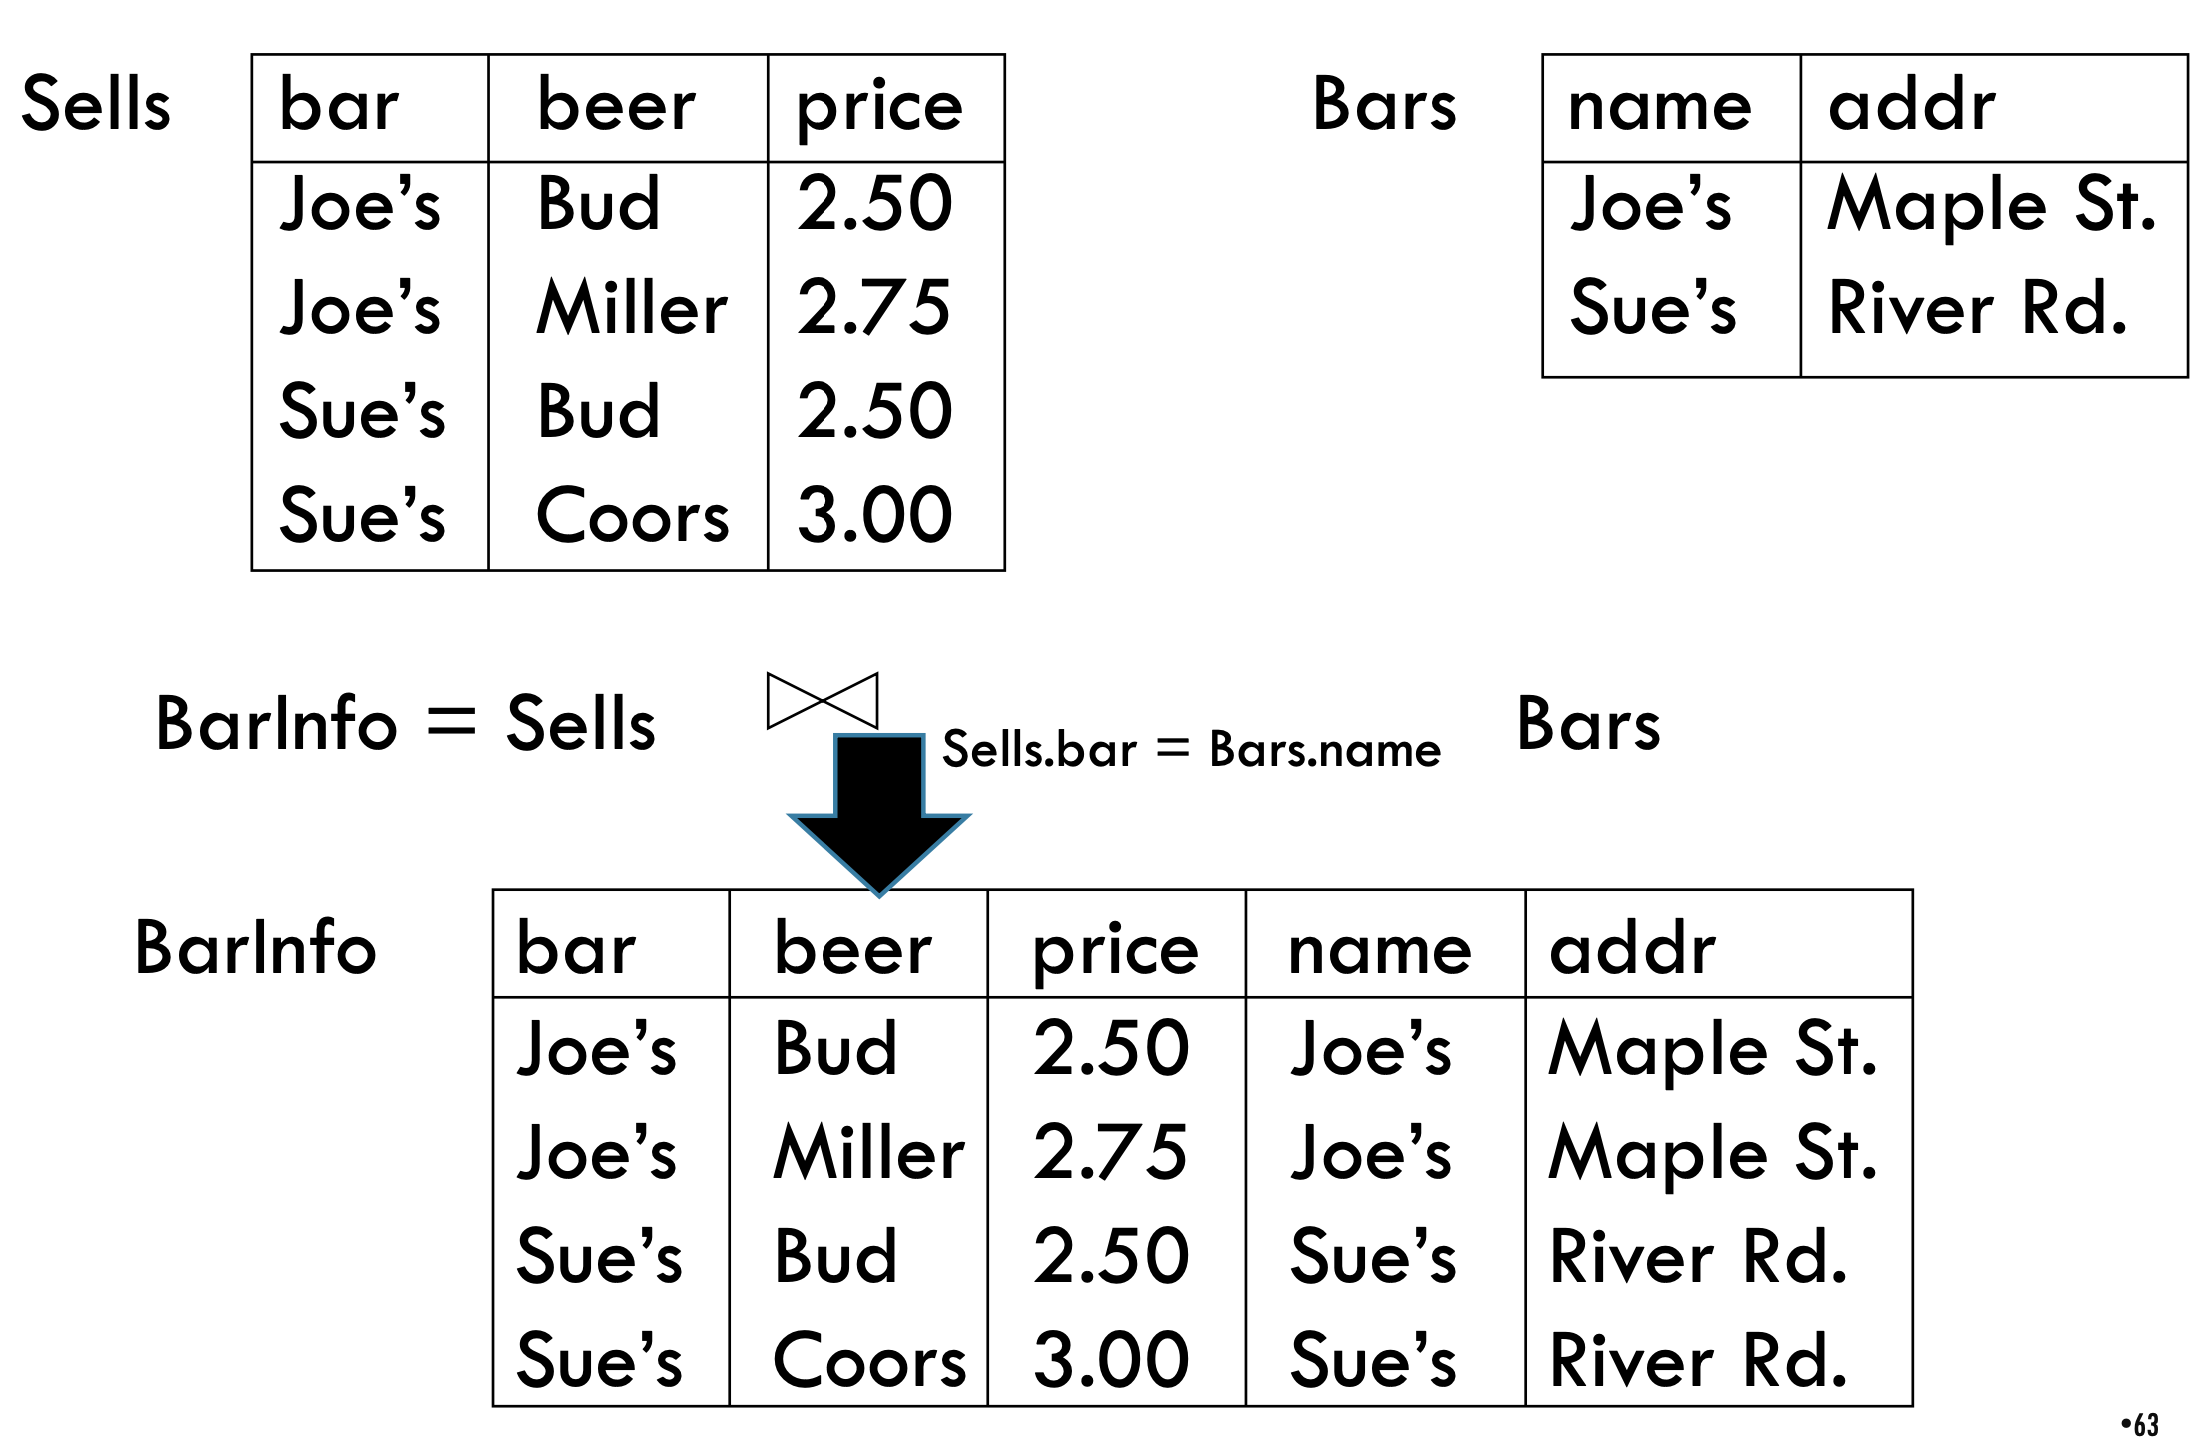 Sells bar beer price
Joe’s Bud 2.50
Joe’s Miller 2.75
Sue’s Bud 2.50
Sue’s Coors 3.00
Bars name addr
Joe’s Maple St.
Sue’s River Rd.
BarInfo = Sells ⋈ Sells.bar = Bars.name Bars
BarInfo bar beer price name addr
Joe’s Bud 2.50 Joe’s Maple St.
Joe’s Miller 2.75 Joe’s Maple St.
Sue’s Bud 2.50 Sue’s River Rd.
Sue’s Coors 3.00 Sue’s River Rd.
•63